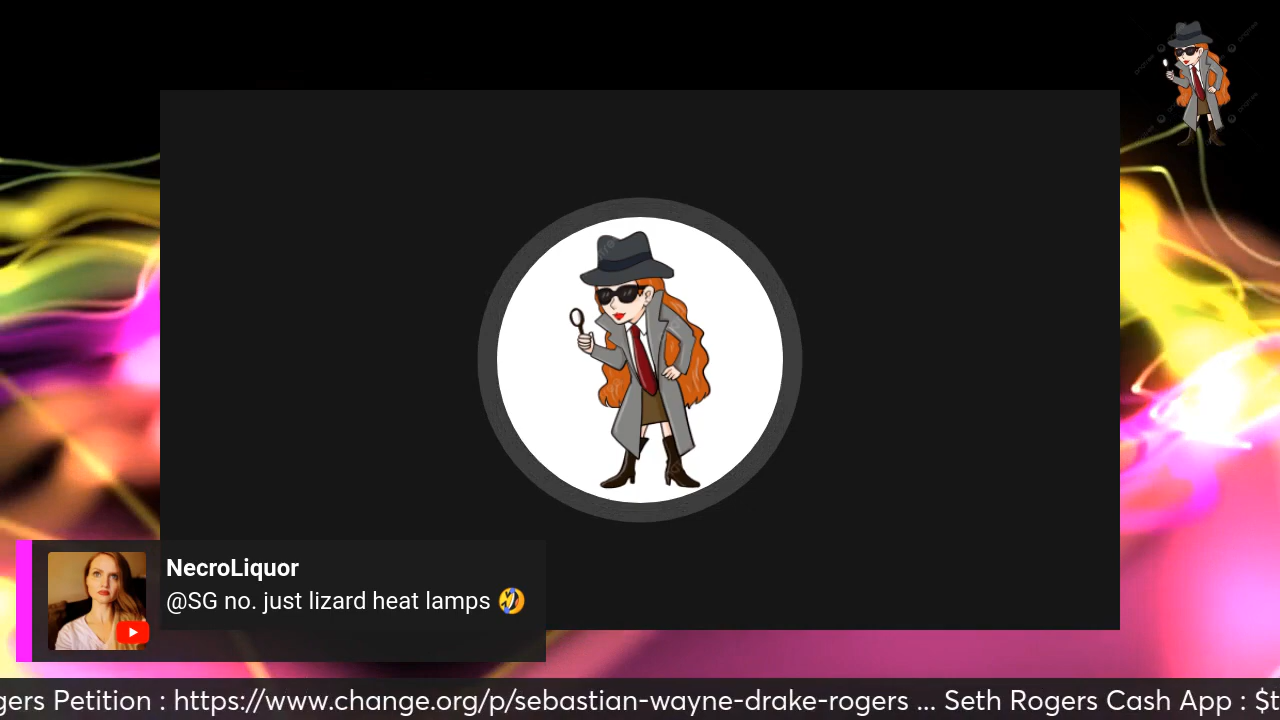 NecroLiquor
@SG no. just lizard heat lamps 🤣
gers Petition : https://www.change.org/p/sebastian-wayne-drake-rogers ... Seth Rogers Cash App : $t